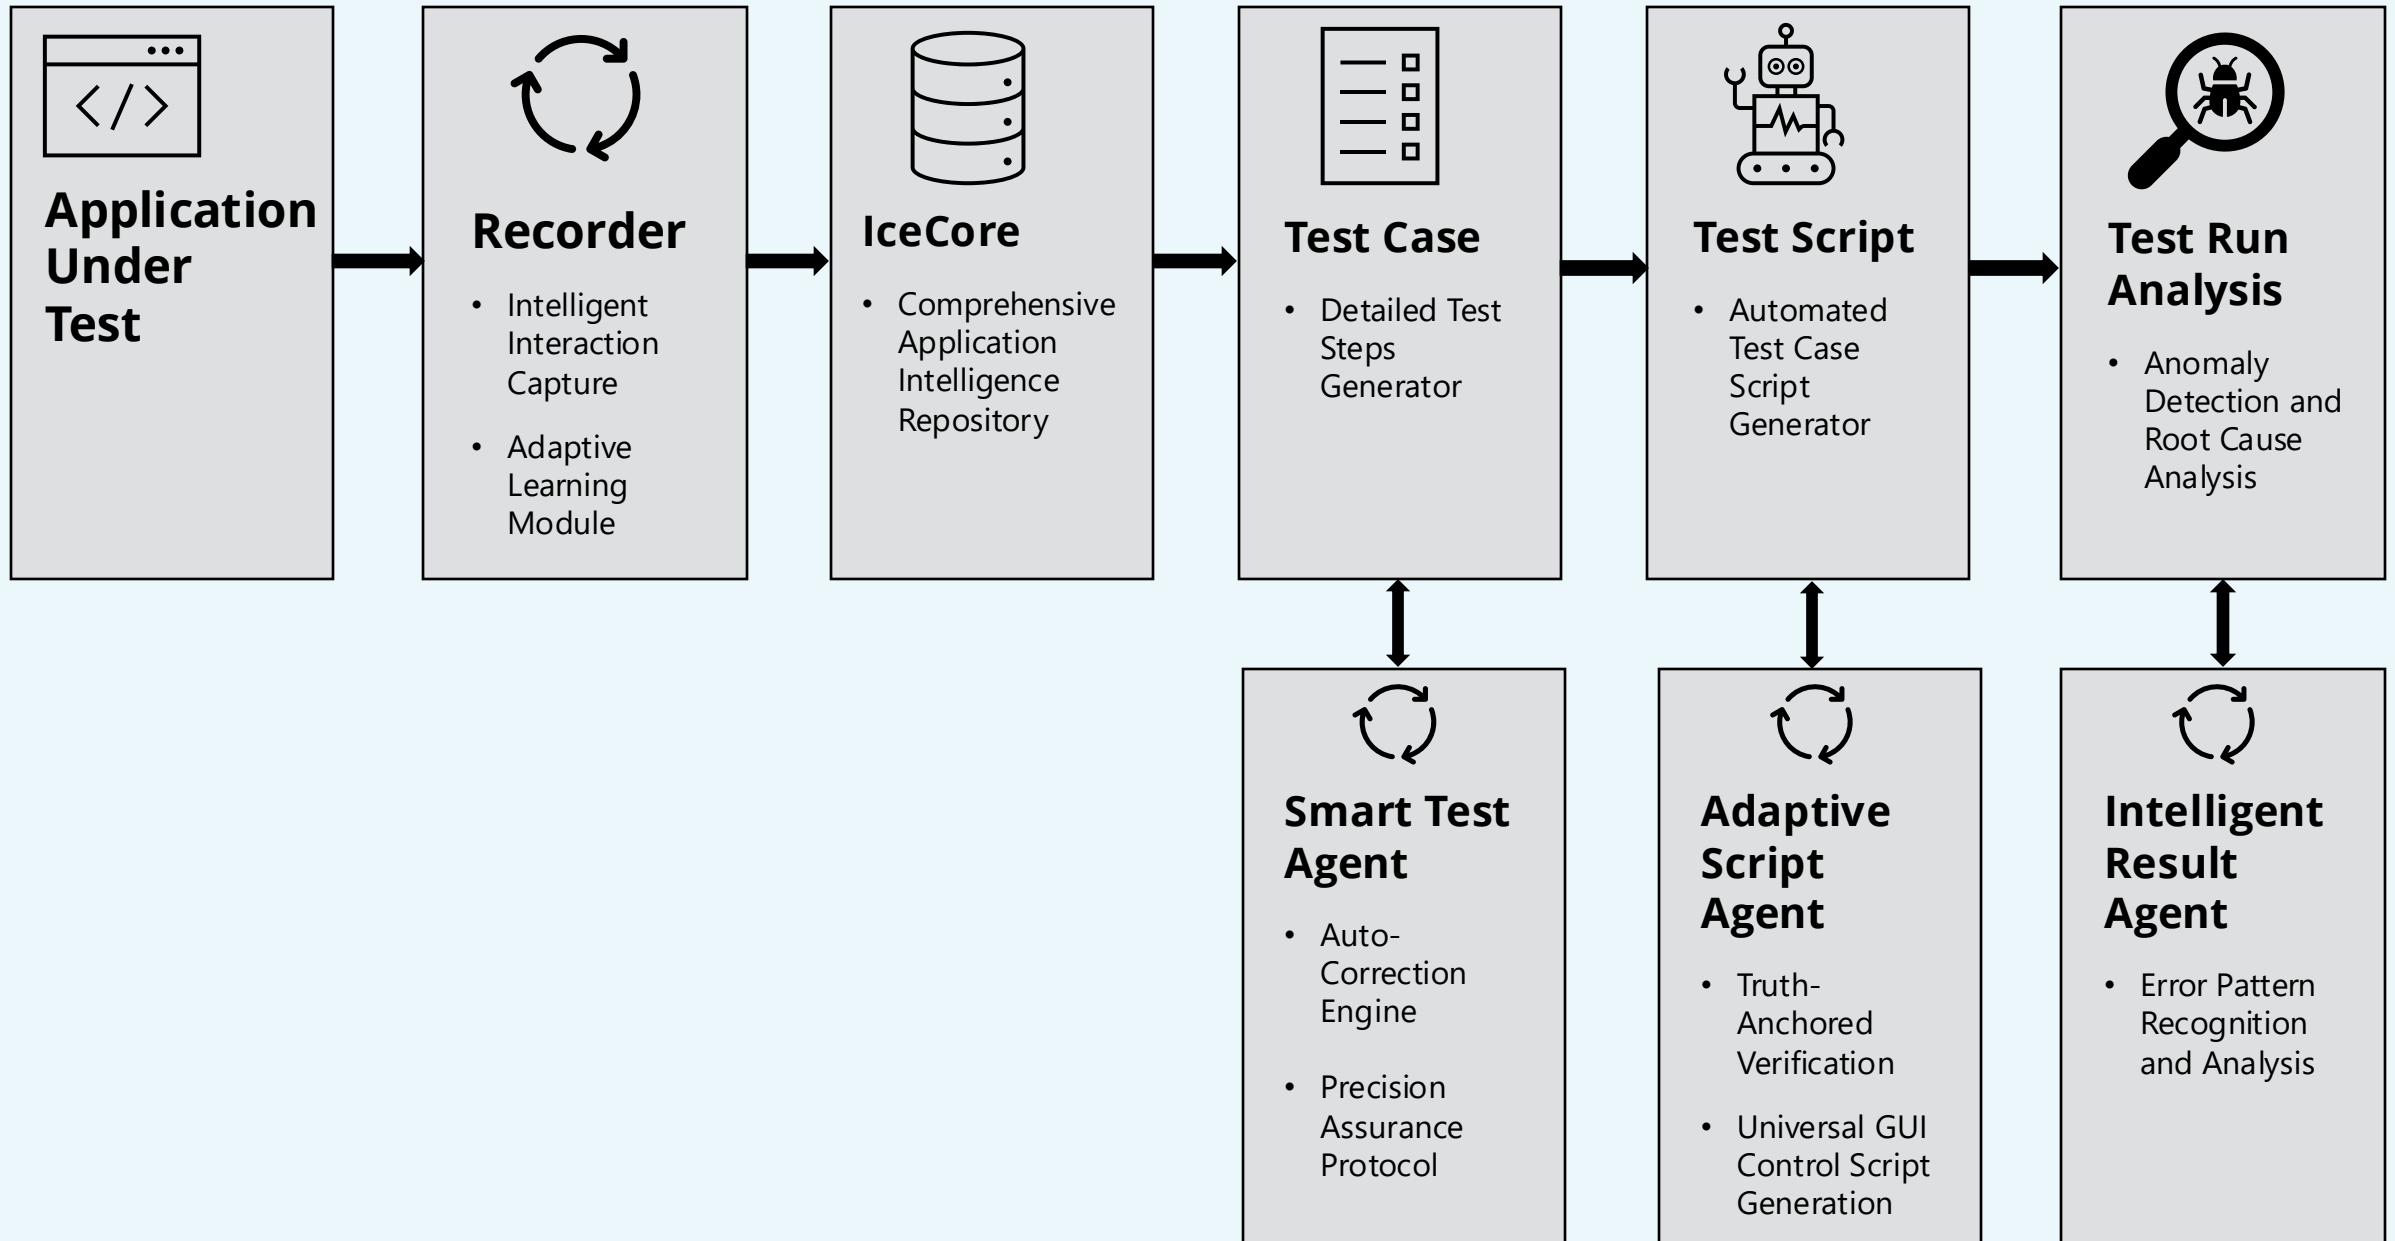 Application
Under
Test
Recorder
• Intelligent
Interaction
Capture
• Adaptive
Learning
Module
IceCore
• Comprehensive
Application
Intelligence
Repository
Test Case
• Detailed Test
Steps
Generator
Test Script
• Automated
Test Case
Script
Generator
Test Run
Analysis
• Anomaly
Detection and
Root Cause
Analysis
Smart Test
Agent
• Auto-
Correction
Engine
• Precision
Assurance
Protocol
Adaptive
Script
Agent
• Truth-
Anchored
Verification
• Universal GUI
Control Script
Generation
Intelligent
Result
Agent
• Error Pattern
Recognition
and Analysis